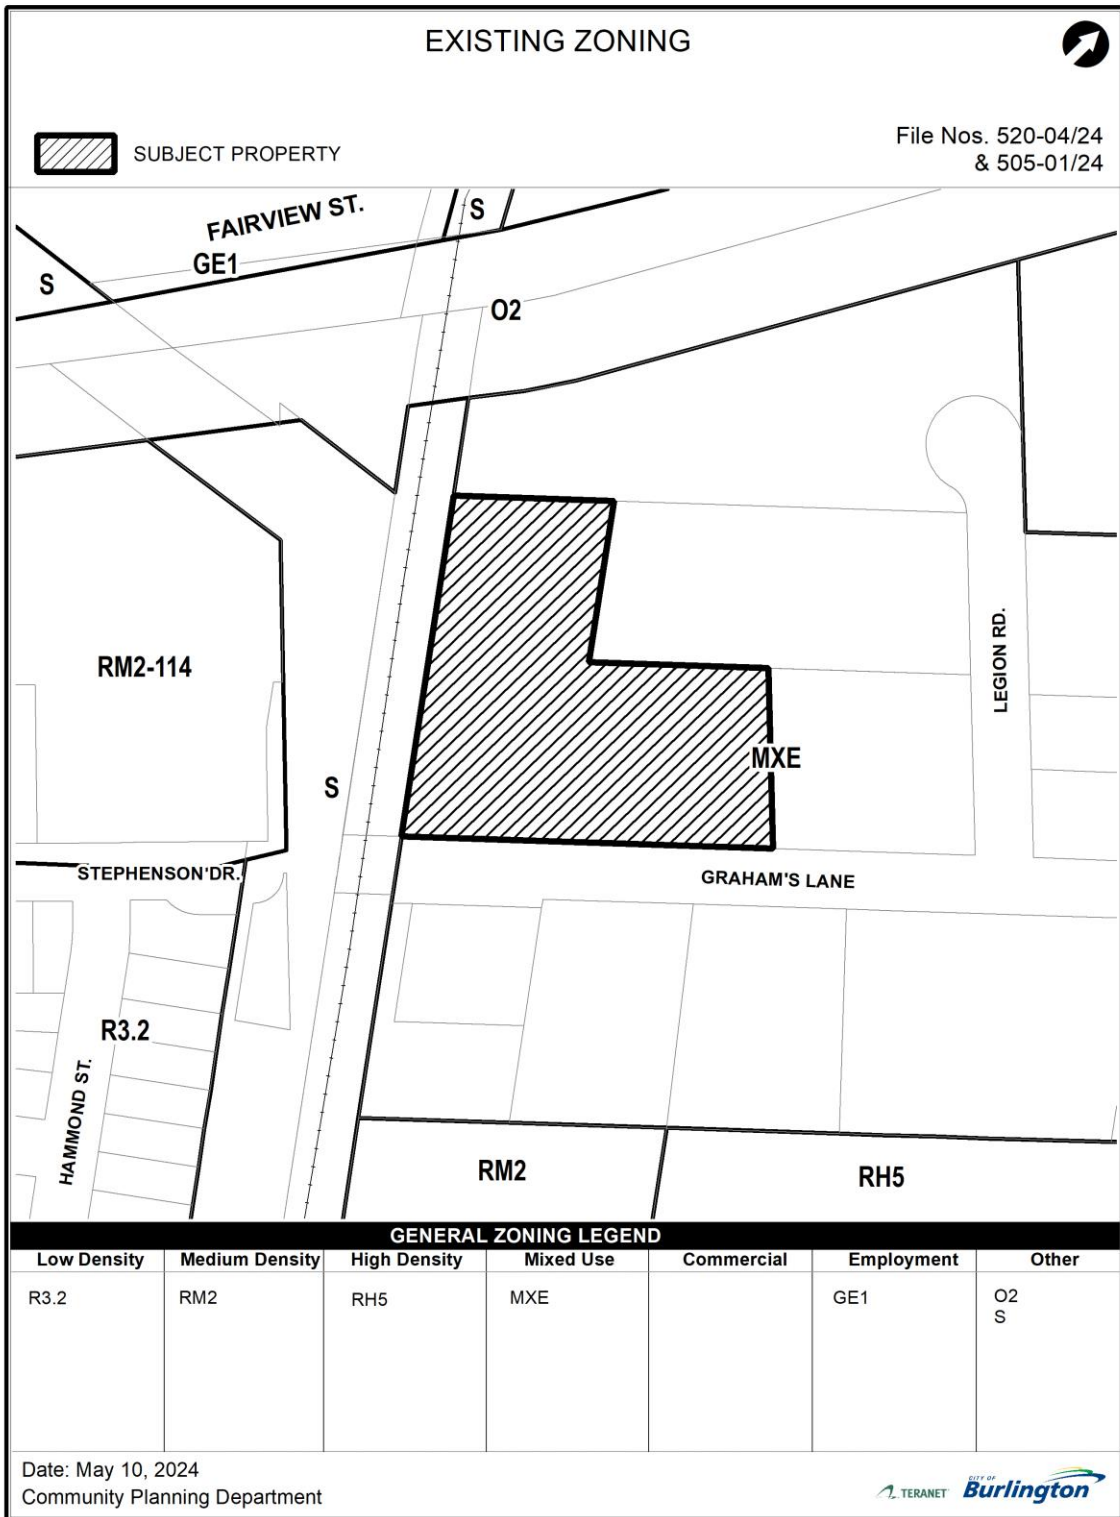 EXISTING ZONING
SUBJECT PROPERTY
File Nos. 520-04/24
& 505-01/24
FAIRVIEW ST.
S
GE1
S
O2
RM2-114
LEGION RD.
MXE
S
STEPHENSON DR.
GRAHAM'S LANE
R3.2
HAMMOND ST.
RM2
RH5
GENERAL ZONING LEGEND
Low Density Medium Density High Density Mixed Use Commercial Employment Other
R3.2 RM2 RH5 MXE GE1 O2
S
Date: May 10, 2024
Community Planning Department
TERANET
CITY OF
Burlington